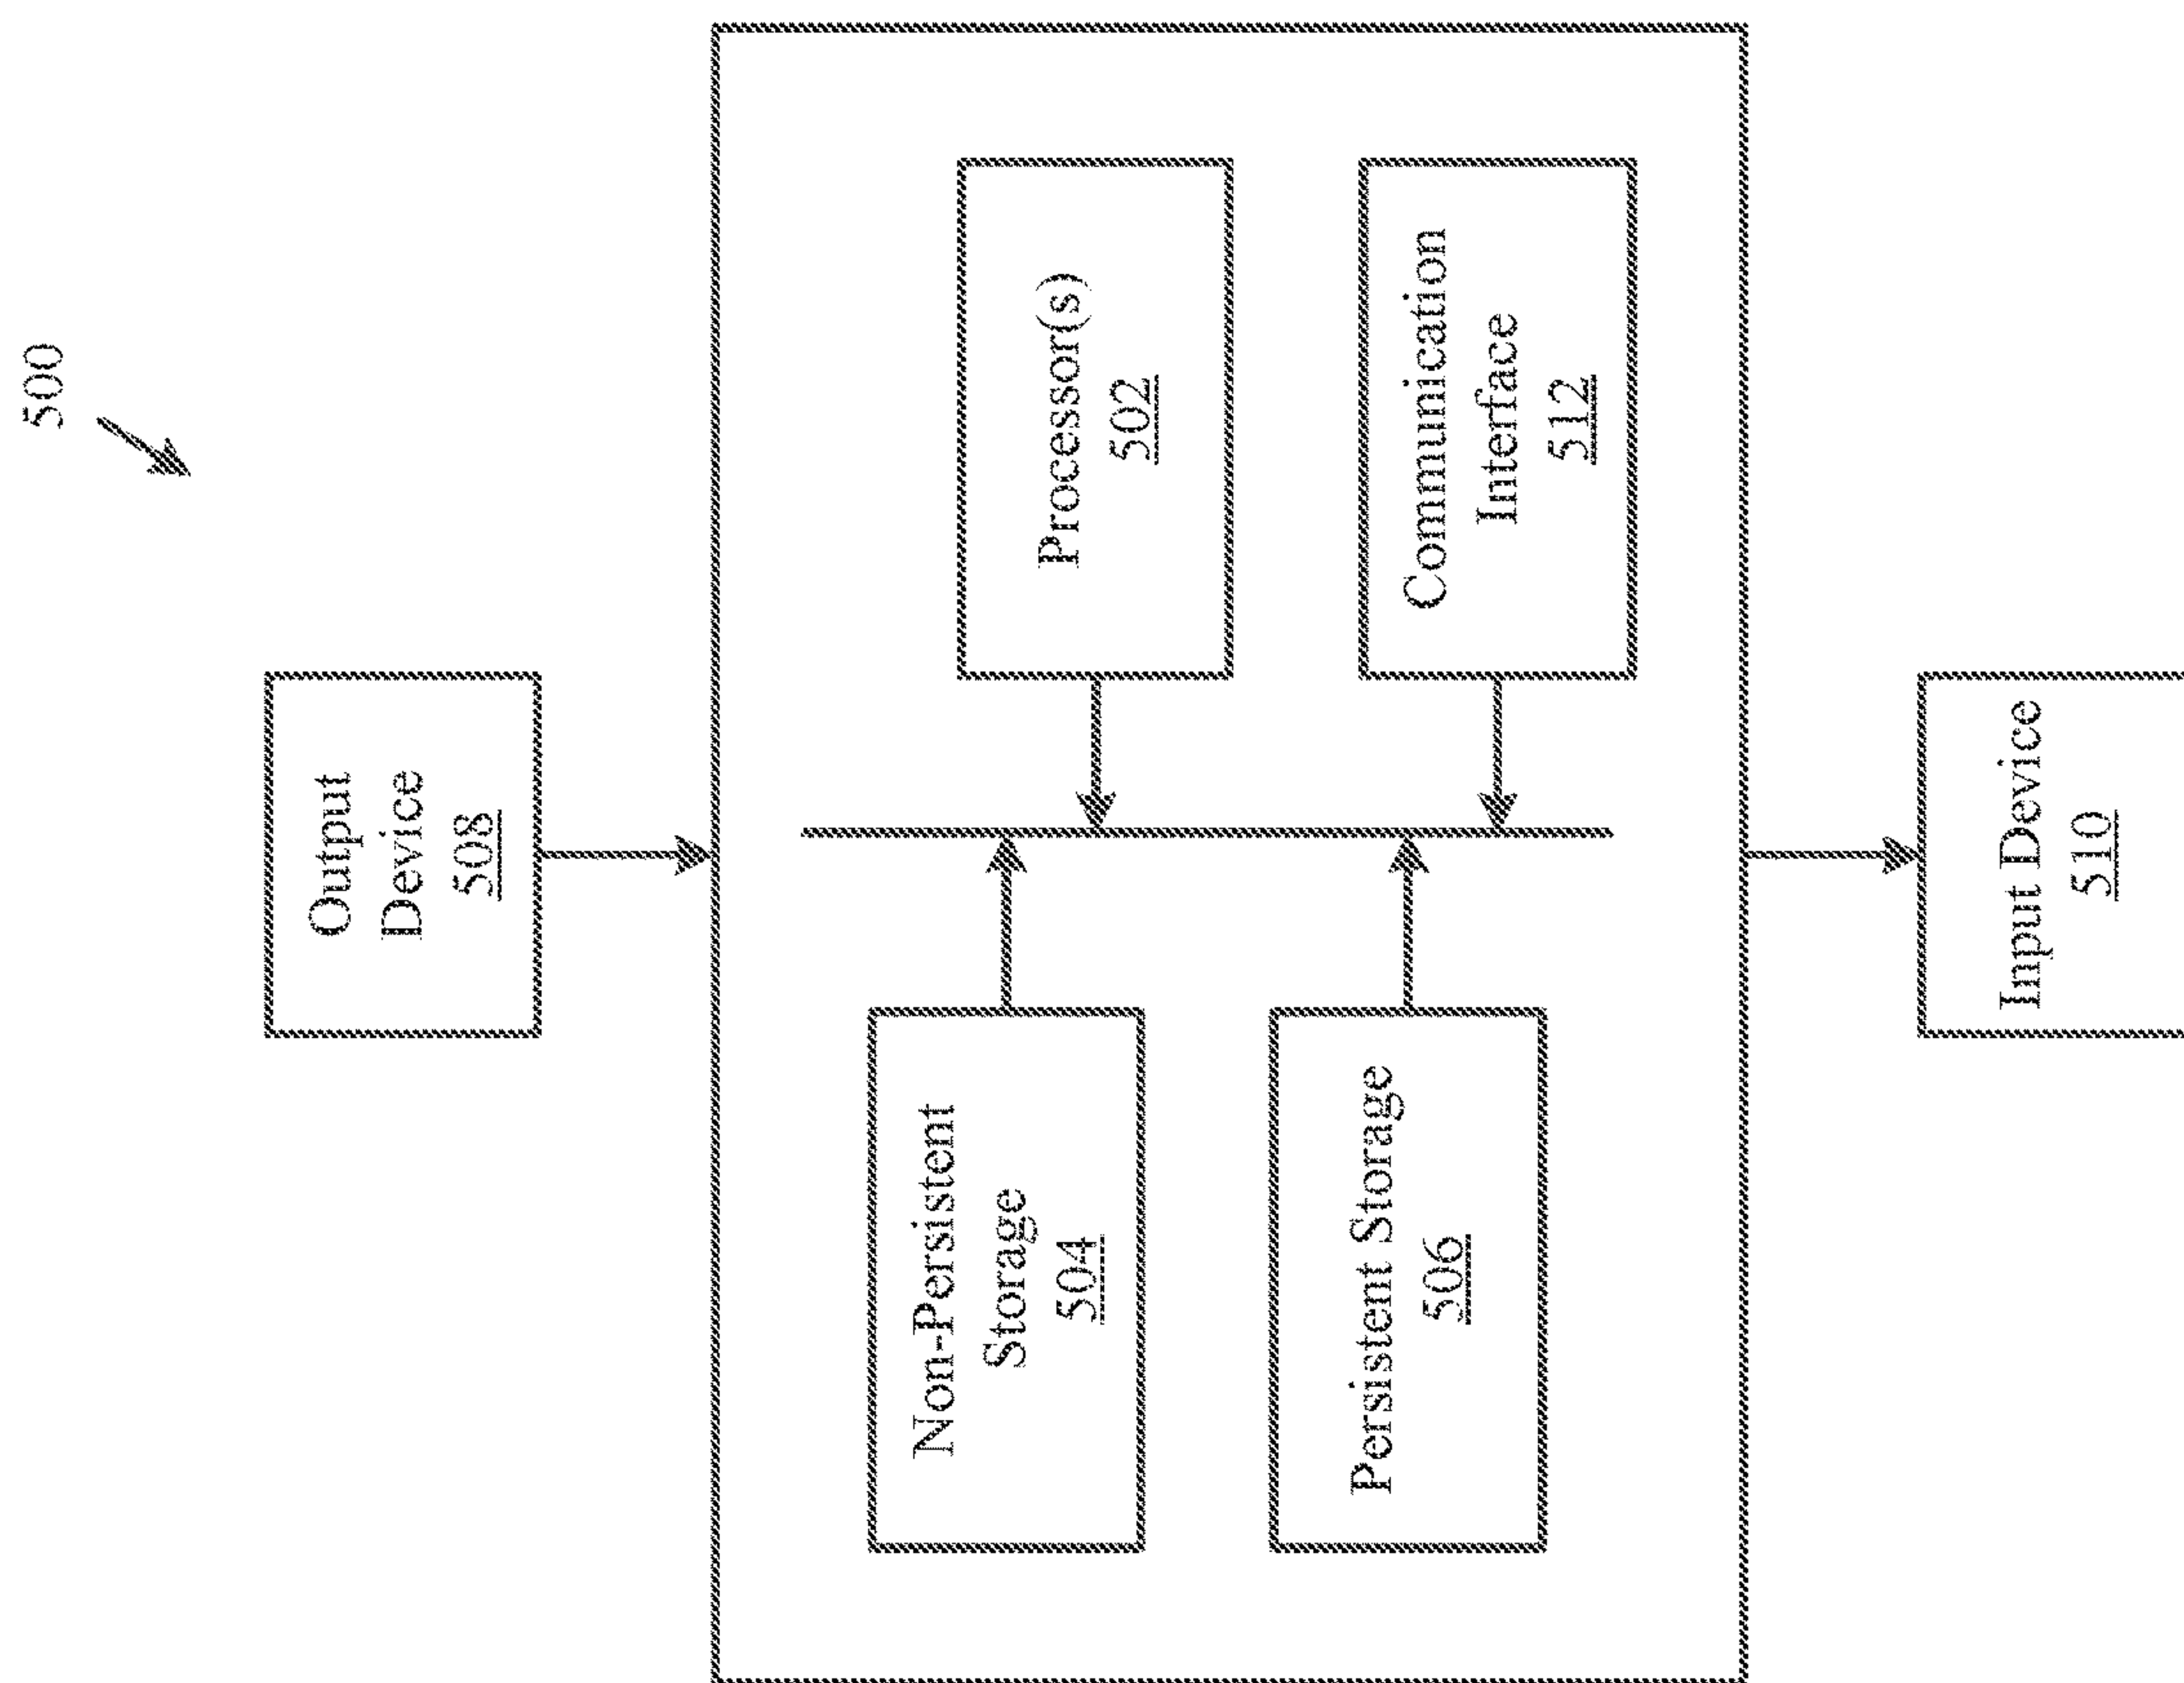 500
Output
Device
508
Non-Persistent
Storage
504
Processor(s)
502
Persistent Storage
506
Communication
Interface
512
Input Device
510